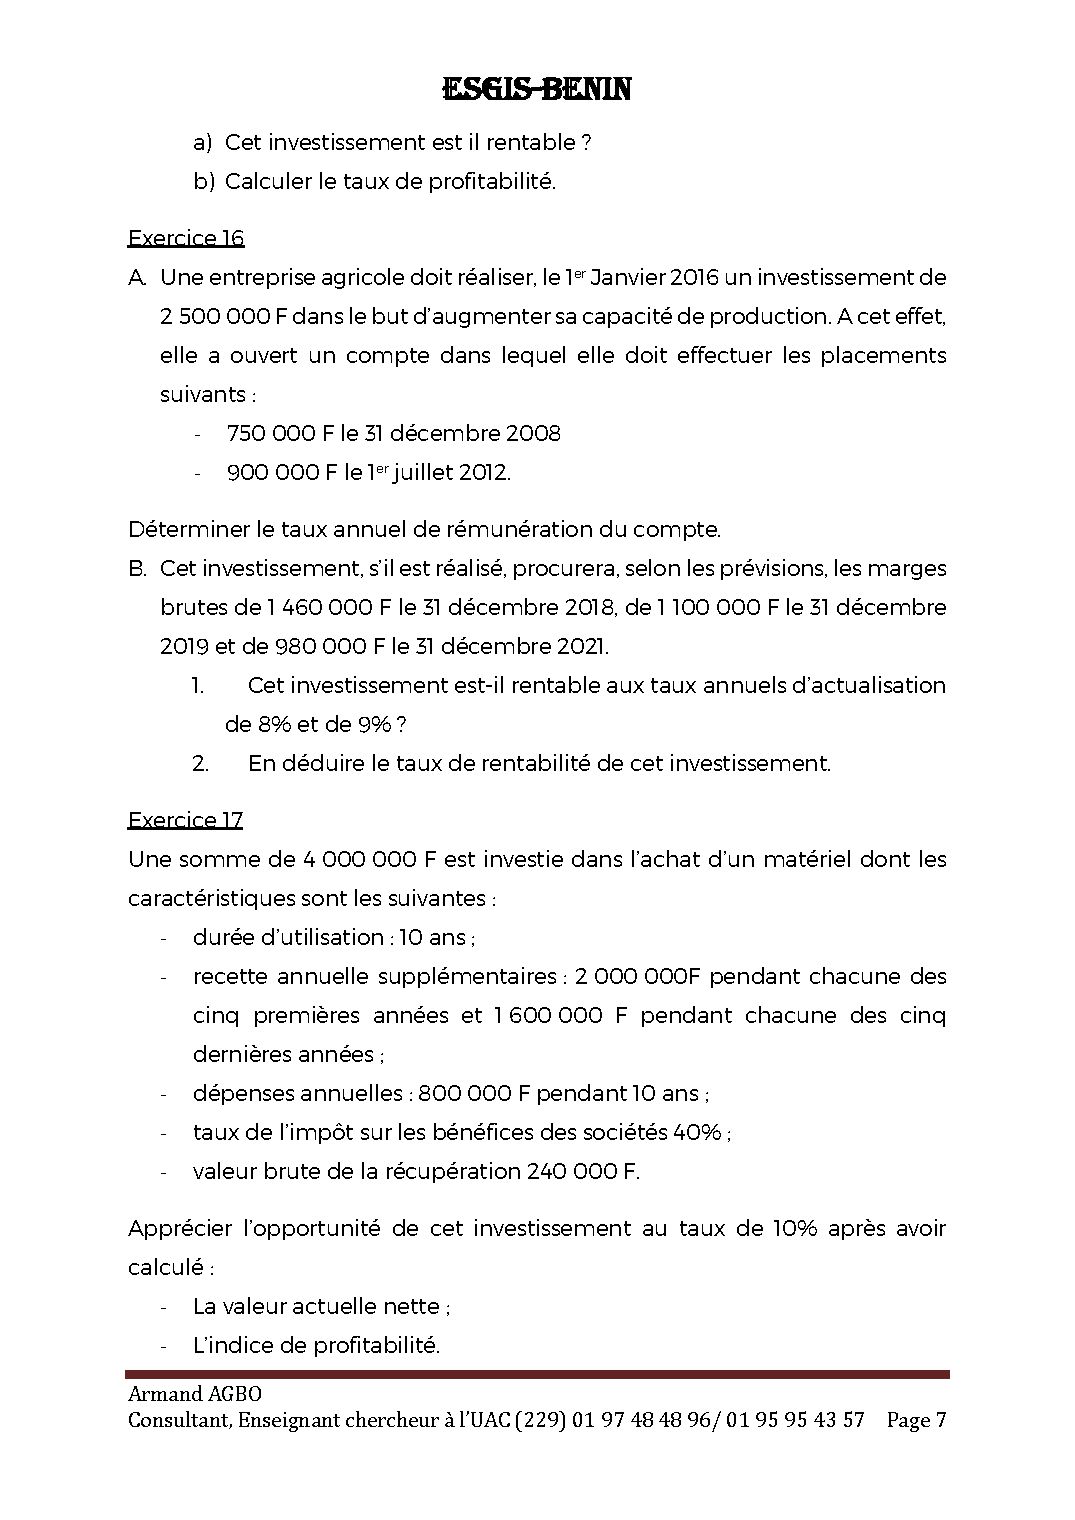 ESGIS-BENIN
a) Cet investissement est il rentable ?
b) Calculer le taux de profitabilité.
Exercice 16
A. Une entreprise agricole doit réaliser, le 1er Janvier 2016 un investissement de
2 500 000 F dans le but d’augmenter sa capacité de production. A cet effet,
elle a ouvert un compte dans lequel elle doit effectuer les placements
suivants :
- 750 000 F le 31 décembre 2008
- 900 000 F le 1er juillet 2012.
Déterminer le taux annuel de rémunération du compte.
B. Cet investissement, s’il est réalisé, procurera, selon les prévisions, les marges
brutes de 1 460 000 F le 31 décembre 2018, de 1 100 000 F le 31 décembre
2019 et de 980 000 F le 31 décembre 2021.
1. Cet investissement est-il rentable aux taux annuels d’actualisation
de 8% et de 9% ?
2. En déduire le taux de rentabilité de cet investissement.
Exercice 17
Une somme de 4 000 000 F est investie dans l’achat d’un matériel dont les
caractéristiques sont les suivantes :
- durée d’utilisation : 10 ans ;
- recette annuelle supplémentaires : 2 000 000F pendant chacune des
cinq premières années et 1 600 000 F pendant chacune des cinq
dernières années ;
- dépenses annuelles : 800 000 F pendant 10 ans ;
- taux de l’impôt sur les bénéfices des sociétés 40% ;
- valeur brute de la récupération 240 000 F.
Apprécier l’opportunité de cet investissement au taux de 10% après avoir
calculé :
- La valeur actuelle nette ;
- L’indice de profitabilité.
Armand AGBO
Consultant, Enseignant chercheur à l’UAC (229) 01 97 48 48 96/ 01 95 95 43 57 Page 7